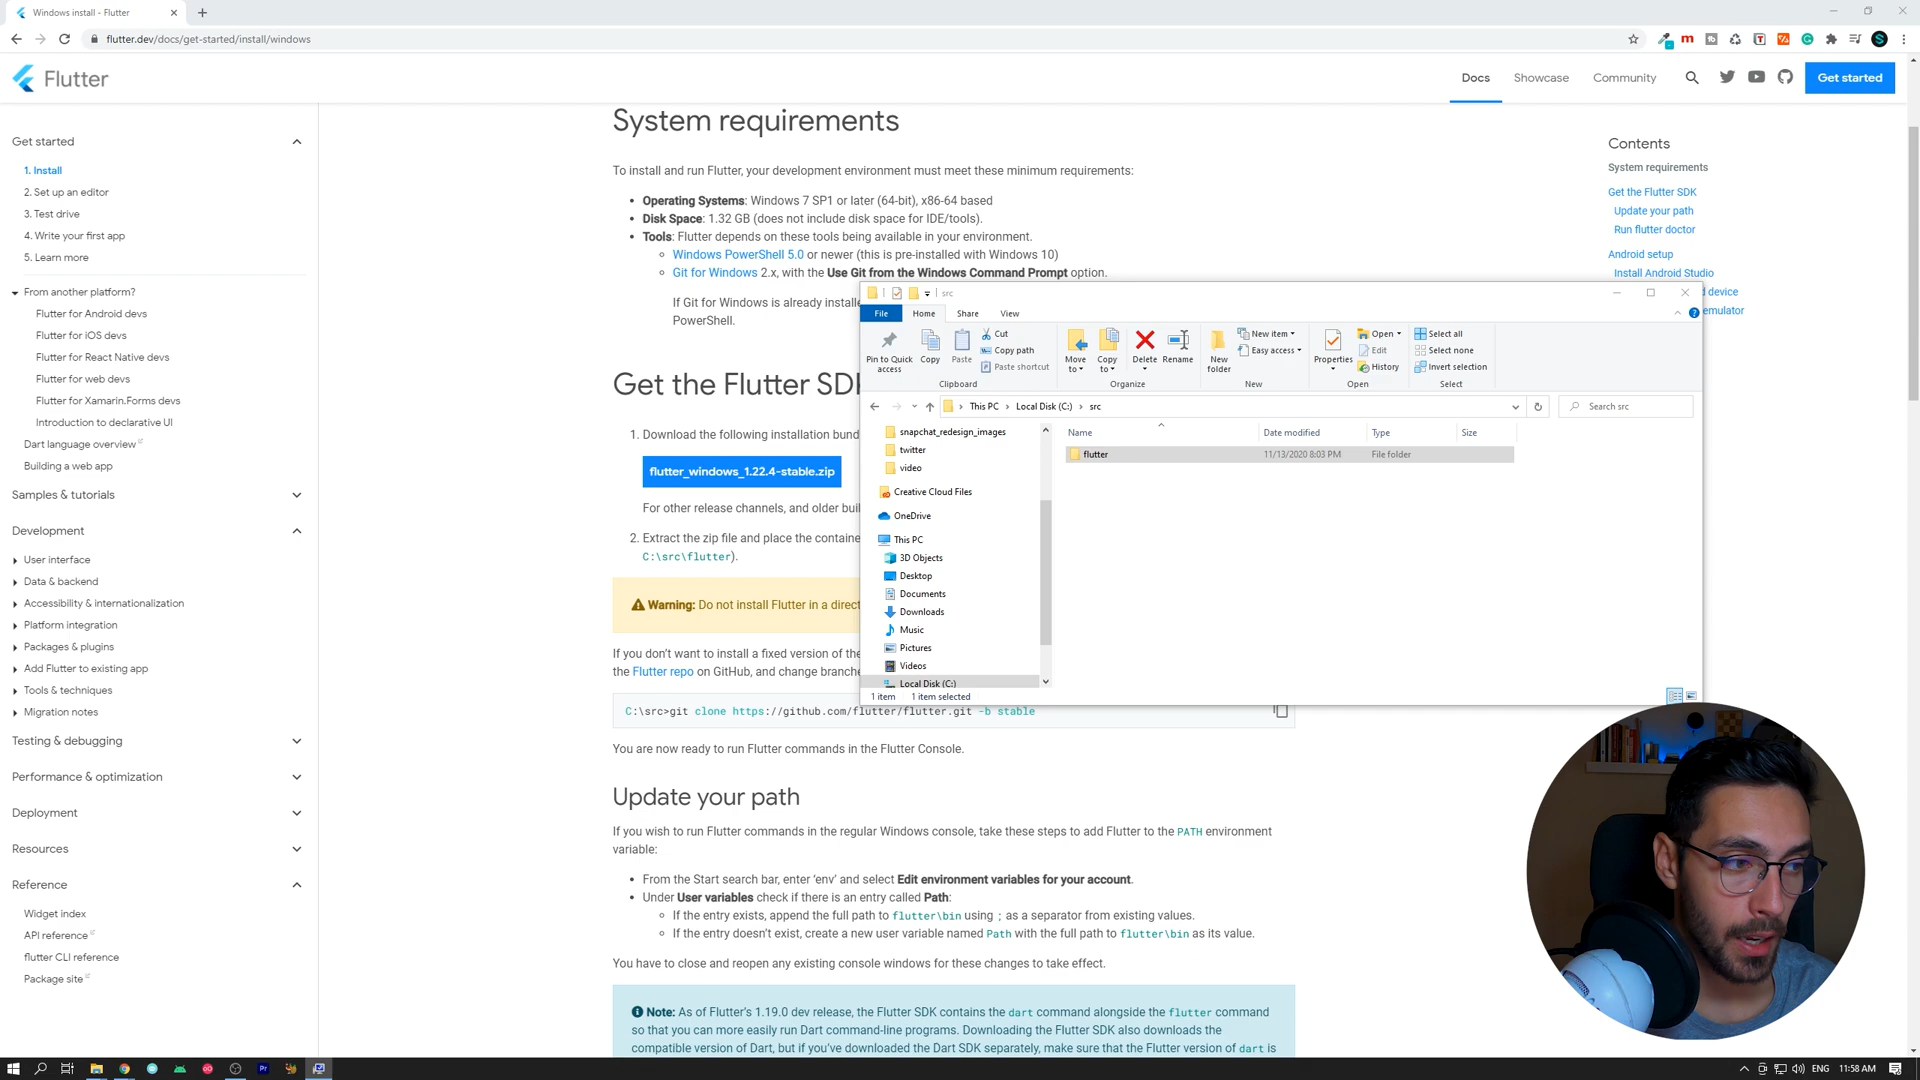 Windows install - Flutter
flutter.dev/docs/get-started/install/windows
Flutter
Docs
Showcase
Community
Get started
Get started
1. Install
2. Set up an editor
3. Test drive
4. Write your first app
5. Learn more
From another platform?
Flutter for Android devs
Flutter for iOS devs
Flutter for React Native devs
Flutter for web devs
Flutter for Xamarin.Forms devs
Introduction to declarative UI
Dart language overview
Building a web app
Samples & tutorials
Development
User interface
Data & backend
Accessibility & internationalization
Platform integration
Packages & plugins
Add Flutter to existing app
Tools & techniques
Migration notes
Testing & debugging
Performance & optimization
Deployment
Resources
Reference
Widget index
API reference
flutter CLI reference
Package site
System requirements
To install and run Flutter, your development environment must meet these minimum requirements:
Operating Systems: Windows 7 SP1 or later (64-bit), x86-64 based
Disk Space: 1.32 GB (does not include disk space for IDE/tools).
Tools: Flutter depends on these tools being available in your environment.
Windows PowerShell 5.0 or newer (this is pre-installed with Windows 10)
Git for Windows 2.x, with the Use Git from the Windows Command Prompt option.
If Git for Windows is already installe
PowerShell.
Get the Flutter SD
1. Download the following installation bund
flutter_windows_1.22.4-stable.zip
For other release channels, and older buil
2. Extract the zip file and place the containe
C:\src\flutter).
Warning: Do not install Flutter in a direct
If you don't want to install a fixed version of the
the Flutter repo on GitHub, and change branche
C:\src>git clone https://github.com/flutter/flutter.git -b stable
You are now ready to run Flutter commands in the Flutter Console.
Update your path
If you wish to run Flutter commands in the regular Windows console, take these steps to add Flutter to the PATH environment
variable:
From the Start search bar, enter 'env' and select Edit environment variables for your account.
Under User variables check if there is an entry called Path:
If the entry exists, append the full path to flutter\bin using ; as a separator from existing values.
If the entry doesn't exist, create a new user variable named Path with the full path to flutter\bin as its value.
You have to close and reopen any existing console windows for these changes to take effect.
Note: As of Flutter's 1.19.0 dev release, the Flutter SDK contains the dart command alongside the flutter command
so that you can more easily run Dart command-line programs. Downloading the Flutter SDK also downloads the
compatible version of Dart, but if you've downloaded the Dart SDK separately, make sure that the Flutter version of dart is
Contents
System requirements
Get the Flutter SDK
Update your path
Run flutter doctor
Android setup
Install Android Studio
d device
emulator
src
File
Home
Share
View
Pin to Quick
access
Copy
Paste
Cut
Copy path
Paste shortcut
Clipboard
Move
to
Copy
to
Delete
Rename
Organize
New
folder
New item
Easy access
New
Properties
Open
Edit
History
Open
Select all
Select none
Invert selection
Select
This PC
Local Disk (C:)
src
Search src
snapchat_redesign_images
twitter
video
Creative Cloud Files
OneDrive
This PC
3D Objects
Desktop
Documents
Downloads
Music
Pictures
Videos
Local Disk (C:)
Name
Date modified
Type
Size
flutter
11/13/2020 8:03 PM
File folder
1 item
1 item selected
Pr
ENG
11:58 AM